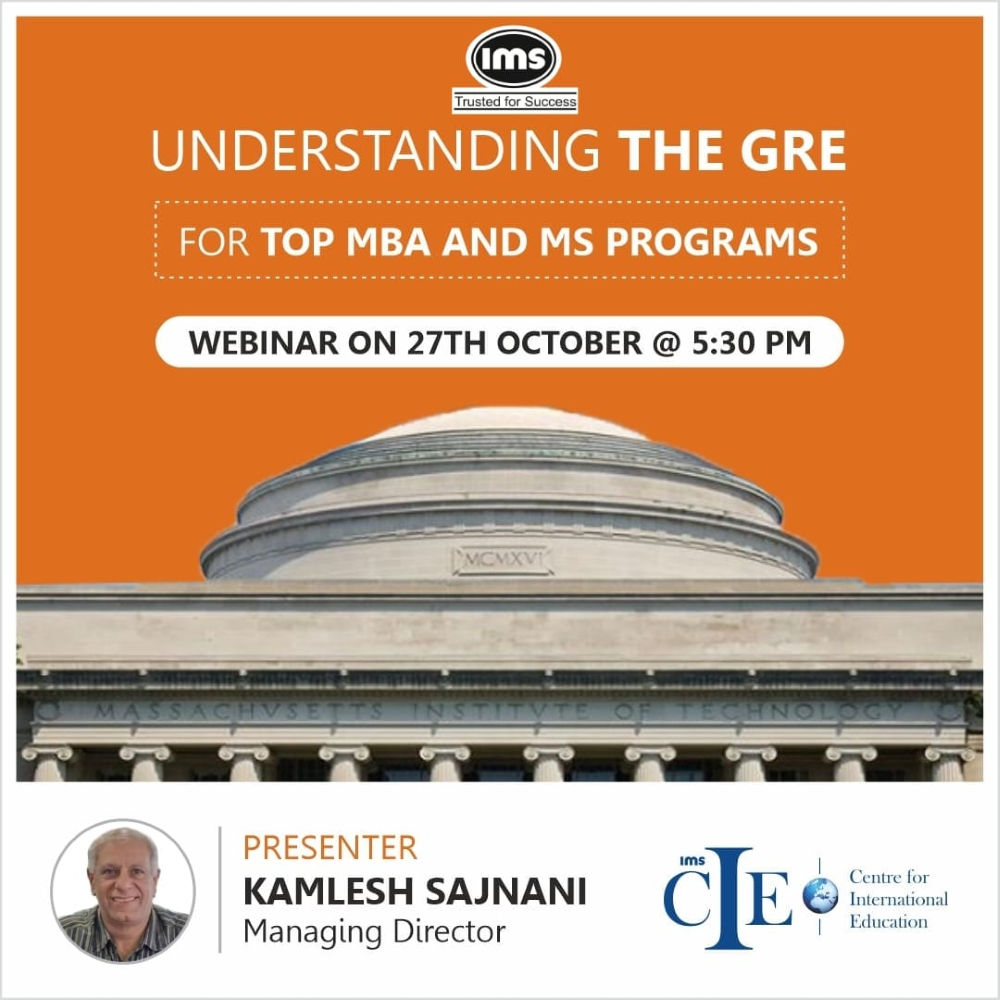 ims
Trusted for Success
UNDERSTANDING THE GRE
FOR TOP MBA AND MS PROGRAMS
WEBINAR ON 27TH OCTOBER @ 5:30 PM
MCMXVI
MASSACHVSETTS INSTITVTE OF TECHNOLOGY
PRESENTER
KAMLESH SAJNANI
Managing Director
ims
CIE
Centre for
International
Education